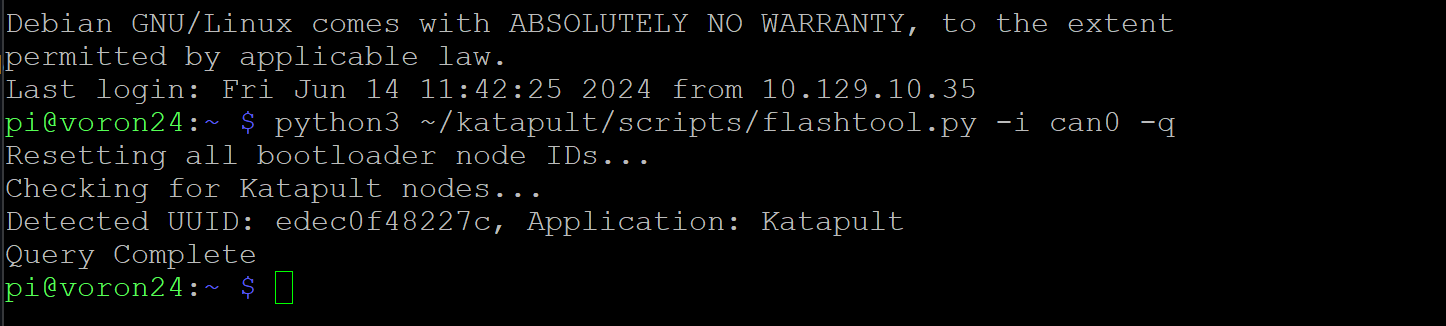 Debian GNU/Linux comes with ABSOLUTELY NO WARRANTY, to the extent
permitted by applicable law.
Last login: Fri Jun 14 11:42:25 2024 from 10.129.10.35
pi@voron24:~ $ python3 ~/katapult/scripts/flashtool.py -i can0 -q
Resetting all bootloader node IDs...
Checking for Katapult nodes...
Detected UUID: edec0f48227c, Application: Katapult
Query Complete
pi@voron24:~ $